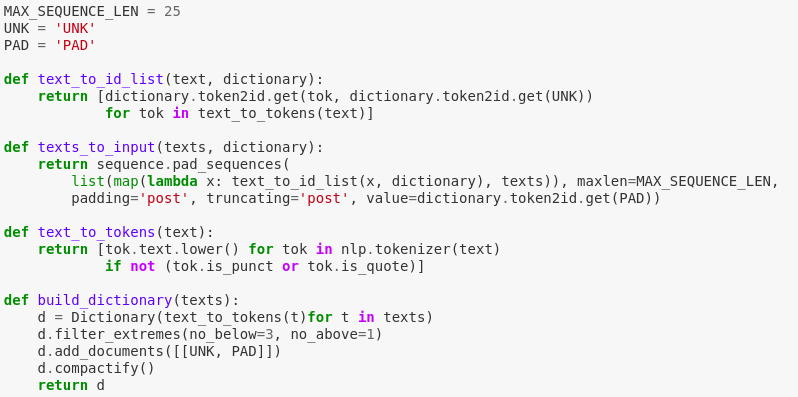 MAX_SEQUENCE_LEN = 25
UNK = 'UNK'
PAD = 'PAD'

def text_to_id_list(text, dictionary):
    return [dictionary.token2id.get(tok, dictionary.token2id.get(UNK))
            for tok in text_to_tokens(text)]

def texts_to_input(texts, dictionary):
    return sequence.pad_sequences(
        list(map(lambda x: text_to_id_list(x, dictionary), texts)), maxlen=MAX_SEQUENCE_LEN,
        padding='post', truncating='post', value=dictionary.token2id.get(PAD))

def text_to_tokens(text):
    return [tok.text.lower() for tok in nlp.tokenizer(text)
            if not (tok.is_punct or tok.is_quote)]

def build_dictionary(texts):
    d = Dictionary(text_to_tokens(t)for t in texts)
    d.filter_extremes(no_below=3, no_above=1)
    d.add_documents([[UNK, PAD]])
    d.compactify()
    return d